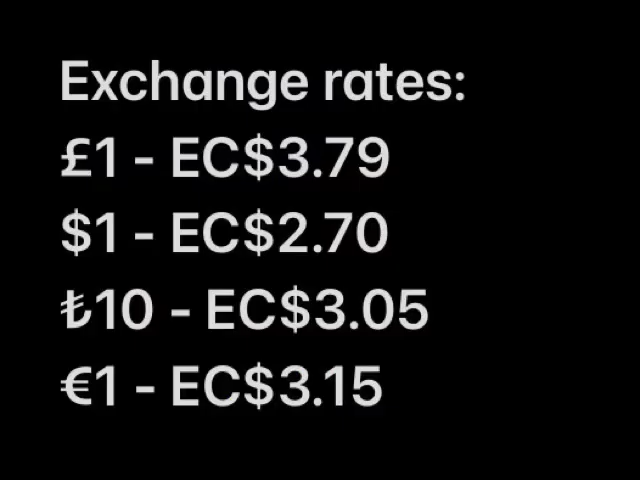 Exchange rates:
£1 - EC$3.79
$1 - EC$2.70
₺10 - EC$3.05
€1 - EC$3.15